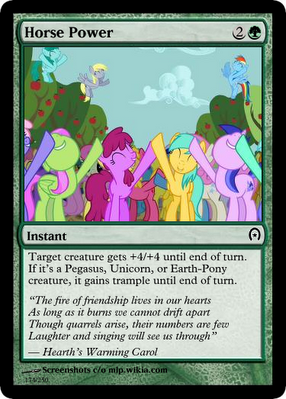 Horse Power 2
Instant
Target creature gets +4/+4 until end of turn.
If it's a Pegasus, Unicorn, or Earth-Pony
creature, it gains trample until end of turn.
"The fire of friendship lives in our hearts
As long as it burns we cannot drift apart
Though quarrels arise, their numbers are few
Laughter and singing will see us through"
— Hearth's Warming Carol
Screenshots c/o mlp.wikia.com
174/250